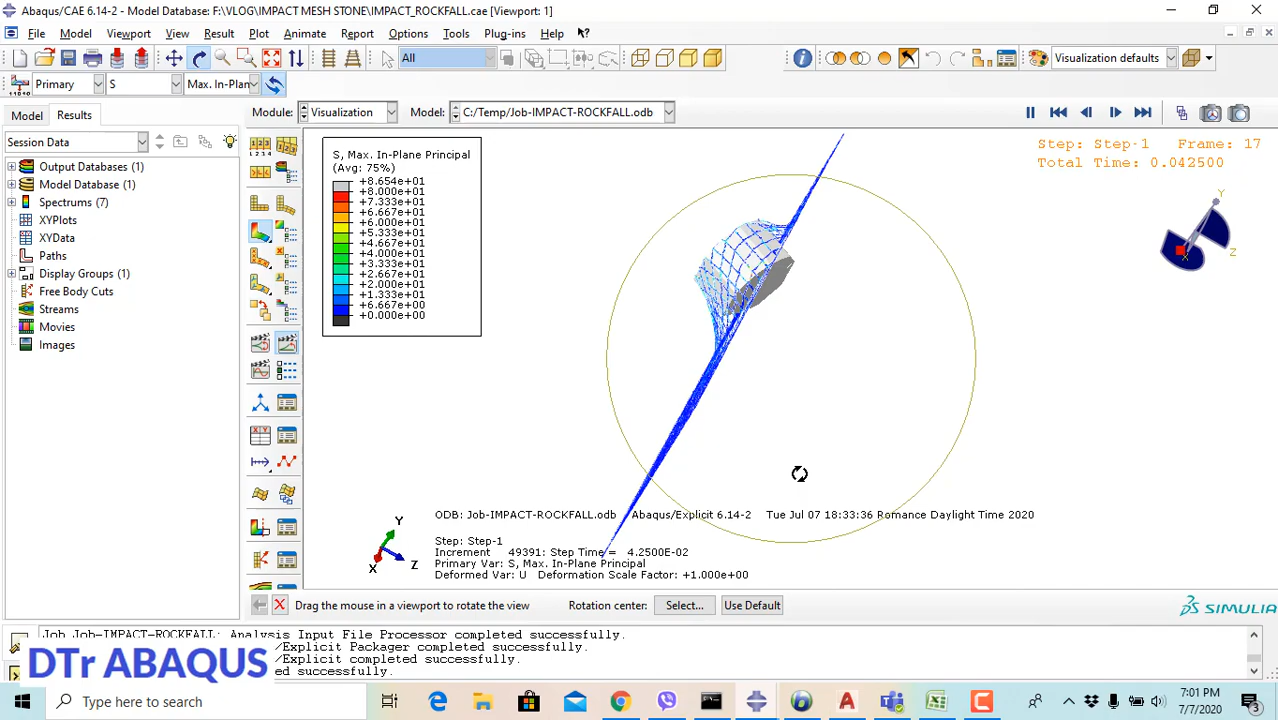 Abaqus/CAE 6.14-2 - Model Database: F:\VLOG\IMPACT MESH STONE\IMPACT_ROCKFALL.cae [Viewport: 1]
File Model Viewport View Result Plot Animate Report Options Tools Plug-ins Help
All
Visualization defaults
Primary S Max. In-Plan
Model Results Module: Visualization Model: C:/Temp/Job-IMPACT-ROCKFALL.odb
Session Data
Output Databases (1)
Model Database (1)
Spectrums (7)
XYPlots
XYData
Paths
Display Groups (1)
Free Body Cuts
Streams
Movies
Images
S, Max. In-Plane Principal
(Avg: 75%)
+8.654e+01
+8.000e+01
+7.333e+01
+6.667e+01
+6.000e+01
+5.333e+01
+4.667e+01
+4.000e+01
+3.333e+01
+2.667e+01
+2.000e+01
+1.333e+01
+6.667e+00
+0.000e+00
Step: Step-1 Frame: 17
Total Time: 0.042500
Y
Z
X
Y
Z
X
ODB: Job-IMPACT-ROCKFALL.odb Abaqus/Explicit 6.14-2 Tue Jul 07 18:33:36 Romance Daylight Time 2020
Step: Step-1
Increment 49391: Step Time = 4.2500E-02
Primary Var: S, Max. In-Plane Principal
Deformed Var: U Deformation Scale Factor: +1.000e+00
Drag the mouse in a viewport to rotate the view Rotation center: Select... Use Default
SIMULIA
Job Job-IMPACT-ROCKFALL: Analysis Input File Processor completed successfully.
/Explicit Packager completed successfully.
/Explicit completed successfully.
ed successfully.
DTr ABAQUS
Type here to search
7:01 PM
7/7/2020
3